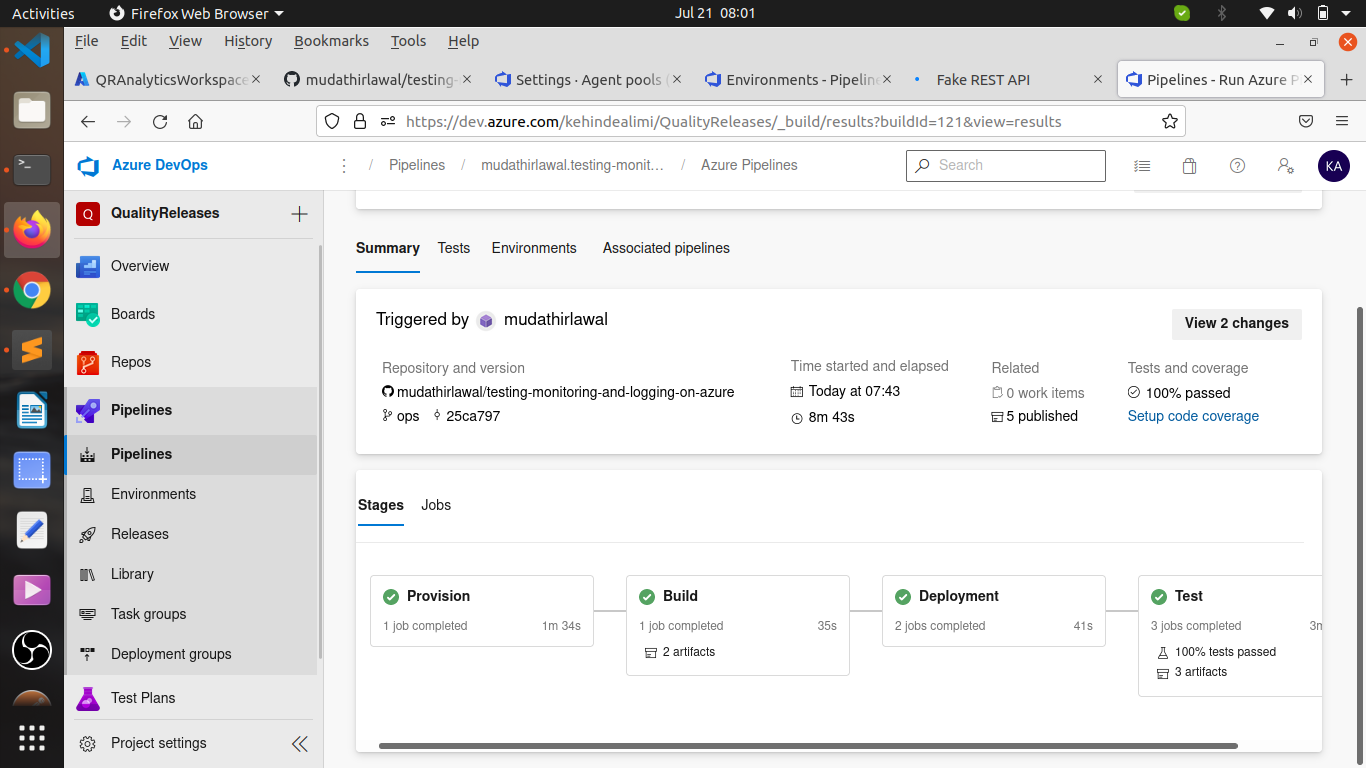 Activities Firefox Web Browser Jul 21 08:01
File Edit View History Bookmarks Tools Help
QRAnalyticsWorkspace mudathirlawal/testing- Settings · Agent pools ( Environments - Pipeline Fake REST API Pipelines - Run Azure P
https://dev.azure.com/kehindealimi/QualityReleases/_build/results?buildId=121&view=results
Azure DevOps / Pipelines / mudathirlawal.testing-monit… / Azure Pipelines Search KA
Q QualityReleases
Overview
Boards
Repos
Pipelines
Pipelines
Environments
Releases
Library
Task groups
Deployment groups
Test Plans
Project settings
Summary Tests Environments Associated pipelines
Triggered by mudathirlawal View 2 changes
Repository and version
mudathirlawal/testing-monitoring-and-logging-on-azure
ops 25ca797
Time started and elapsed
Today at 07:43
8m 43s
Related
0 work items
5 published
Tests and coverage
100% passed
Setup code coverage
Stages Jobs
Provision
1 job completed 1m 34s
Build
1 job completed 35s
2 artifacts
Deployment
2 jobs completed 41s
Test
3 jobs completed 3m
100% tests passed
3 artifacts